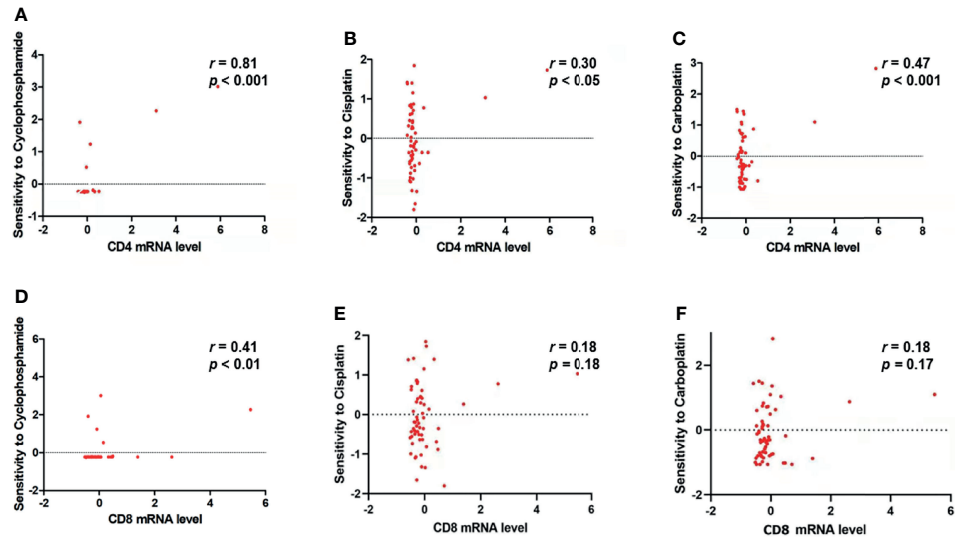 A
Sensitivity to Cyclophosphamide
4
3
2
1
0
-1
r = 0.81
p < 0.001
-2 0 2 4 6 8
CD4 mRNA level
B
Sensitivity to Cisplatin
2
1
0
-1
-2
r = 0.30
p < 0.05
-2 0 2 4 6 8
CD4 mRNA level
C
Sensitivity to Carboplatin
3
2
1
0
-1
-2
r = 0.47
p < 0.001
-2 0 2 4 6 8
CD4 mRNA level
D
Sensitivity to Cyclophosphamide
6
4
2
0
-2
r = 0.41
p < 0.01
-2 0 2 4 6
CD8 mRNA level
E
Sensitivity to Cisplatin
2
1
0
-1
-2
r = 0.18
p = 0.18
-2 0 2 4 6
CD8 mRNA level
F
Sensitivity to Carboplatin
2
0
-2
r = 0.18
p = 0.17
-2 0 2 4 6
CD8 mRNA level